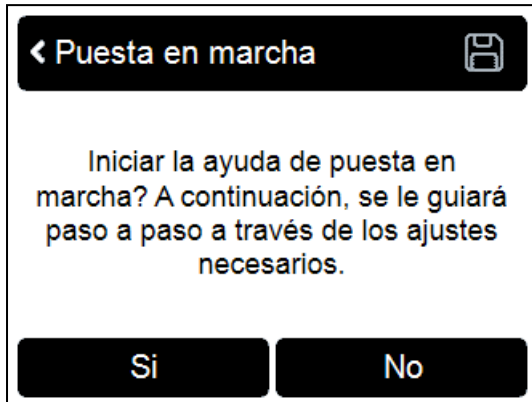 Puesta en marcha
Iniciar la ayuda de puesta en
marcha? A continuación, se le guiará
paso a paso a través de los ajustes
necesarios.
Si
No